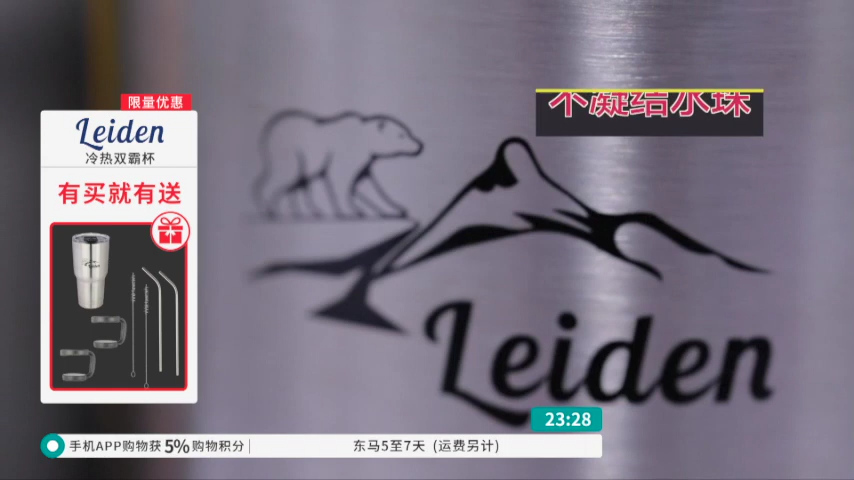 限量优惠
Leiden
冷热双霸杯
有买就有送
不凝结水珠
Leiden
23:28
手机APP购物获5%购物积分
东马5至7天 (运费另计)